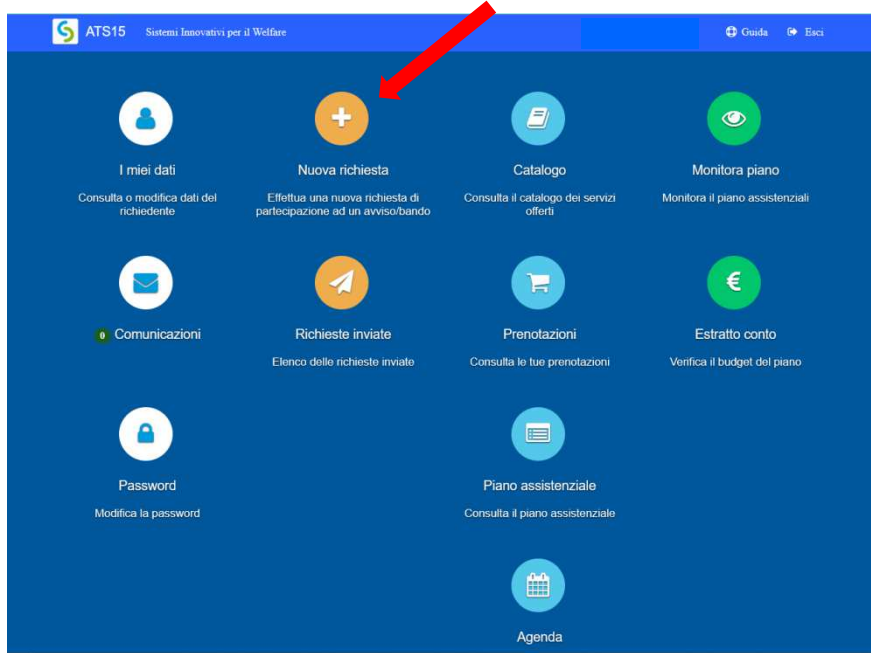 ATS15 Sistemi Innovativi per il Welfare Guida Esci
I miei dati
Consulta o modifica dati del
richiedente
Nuova richiesta
Effettua una nuova richiesta di
partecipazione ad un avviso/bando
Catalogo
Consulta il catalogo dei servizi
offerti
Monitora piano
Monitora il piano assistenziali
0 Comunicazioni
Richieste inviate
Elenco delle richieste inviate
Prenotazioni
Consulta le tue prenotazioni
Estratto conto
Verifica il budget del piano
Password
Modifica la password
Piano assistenziale
Consulta il piano assistenziale
Agenda